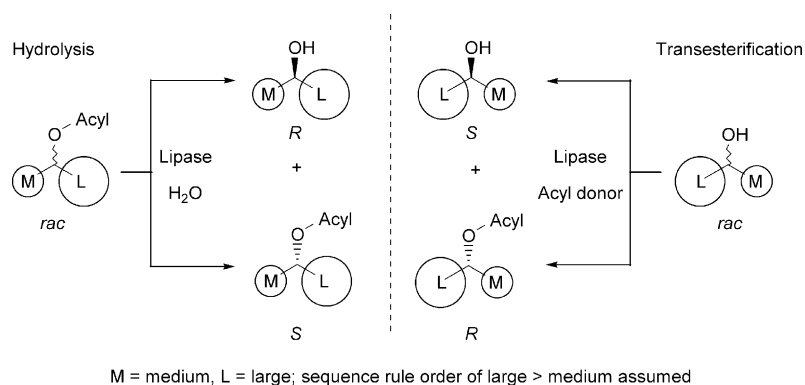 Hydrolysis
Transesterification
OH
M
L
R
+
O
Acyl
M
L
S
O
Acyl
M
L
rac
Lipase
H₂O
OH
L
M
S
+
O
Acyl
L
M
R
OH
L
M
rac
Lipase
Acyl donor
M = medium, L = large; sequence rule order of large > medium assumed